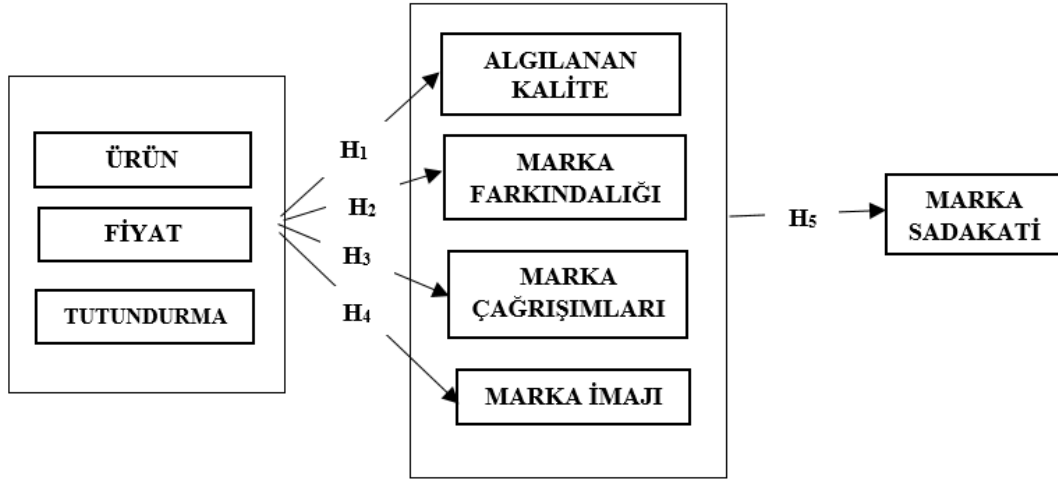 ÜRÜN
FİYAT
TUTUNDURMA
H1
H2
H3
H4
ALGILANAN
KALİTE
MARKA
FARKINDALIĞI
MARKA
ÇAĞRIŞIMLARI
MARKA İMAJI
H5
MARKA
SADAKATİ